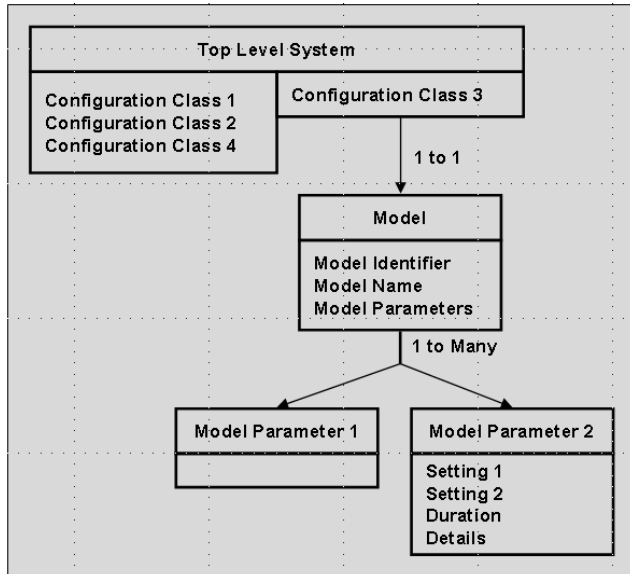 Top Level System
Configuration Class 1
Configuration Class 2
Configuration Class 4
Configuration Class 3
1 to 1
Model
Model Identifier
Model Name
Model Parameters
1 to Many
Model Parameter 1
Model Parameter 2
Setting 1
Setting 2
Duration
Details